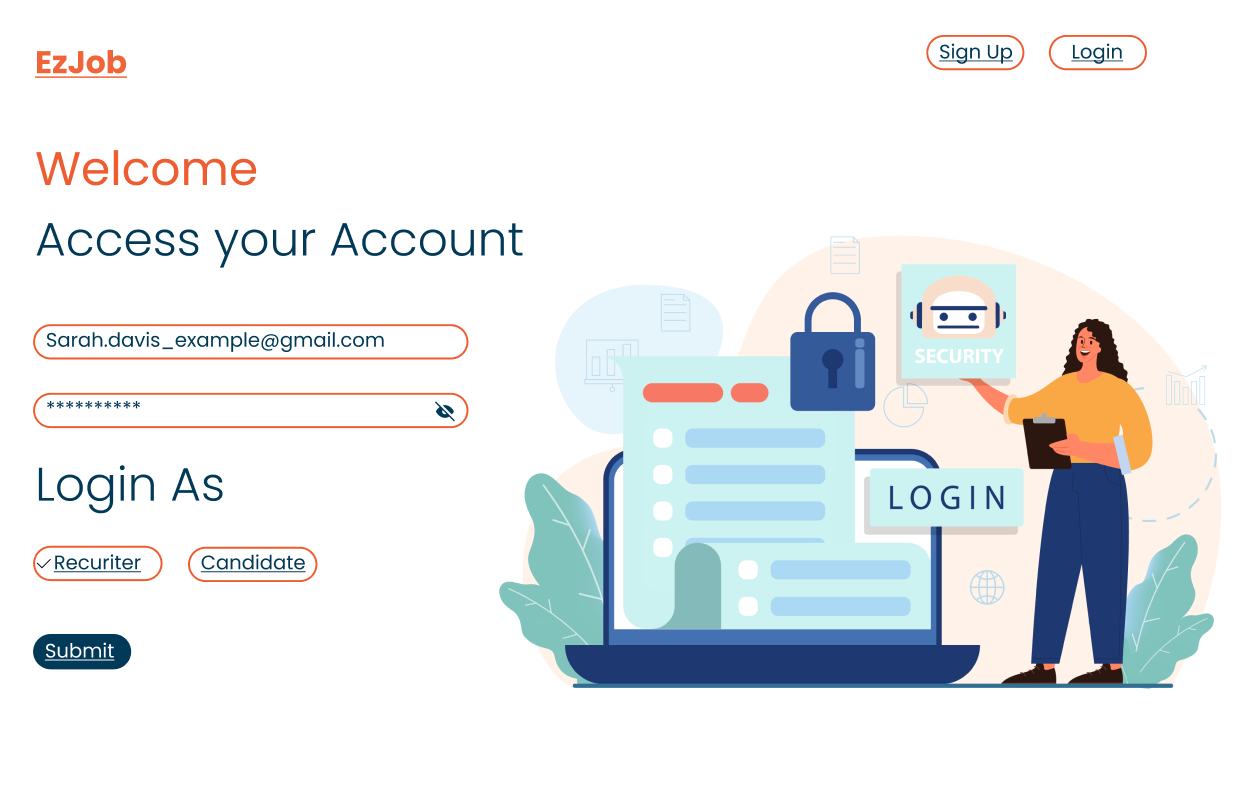 EzJob
Sign Up
Login
Welcome
Access your Account
Sarah.davis_example@gmail.com
**********
Login As
Recuriter
Candidate
Submit
SECURITY
LOGIN